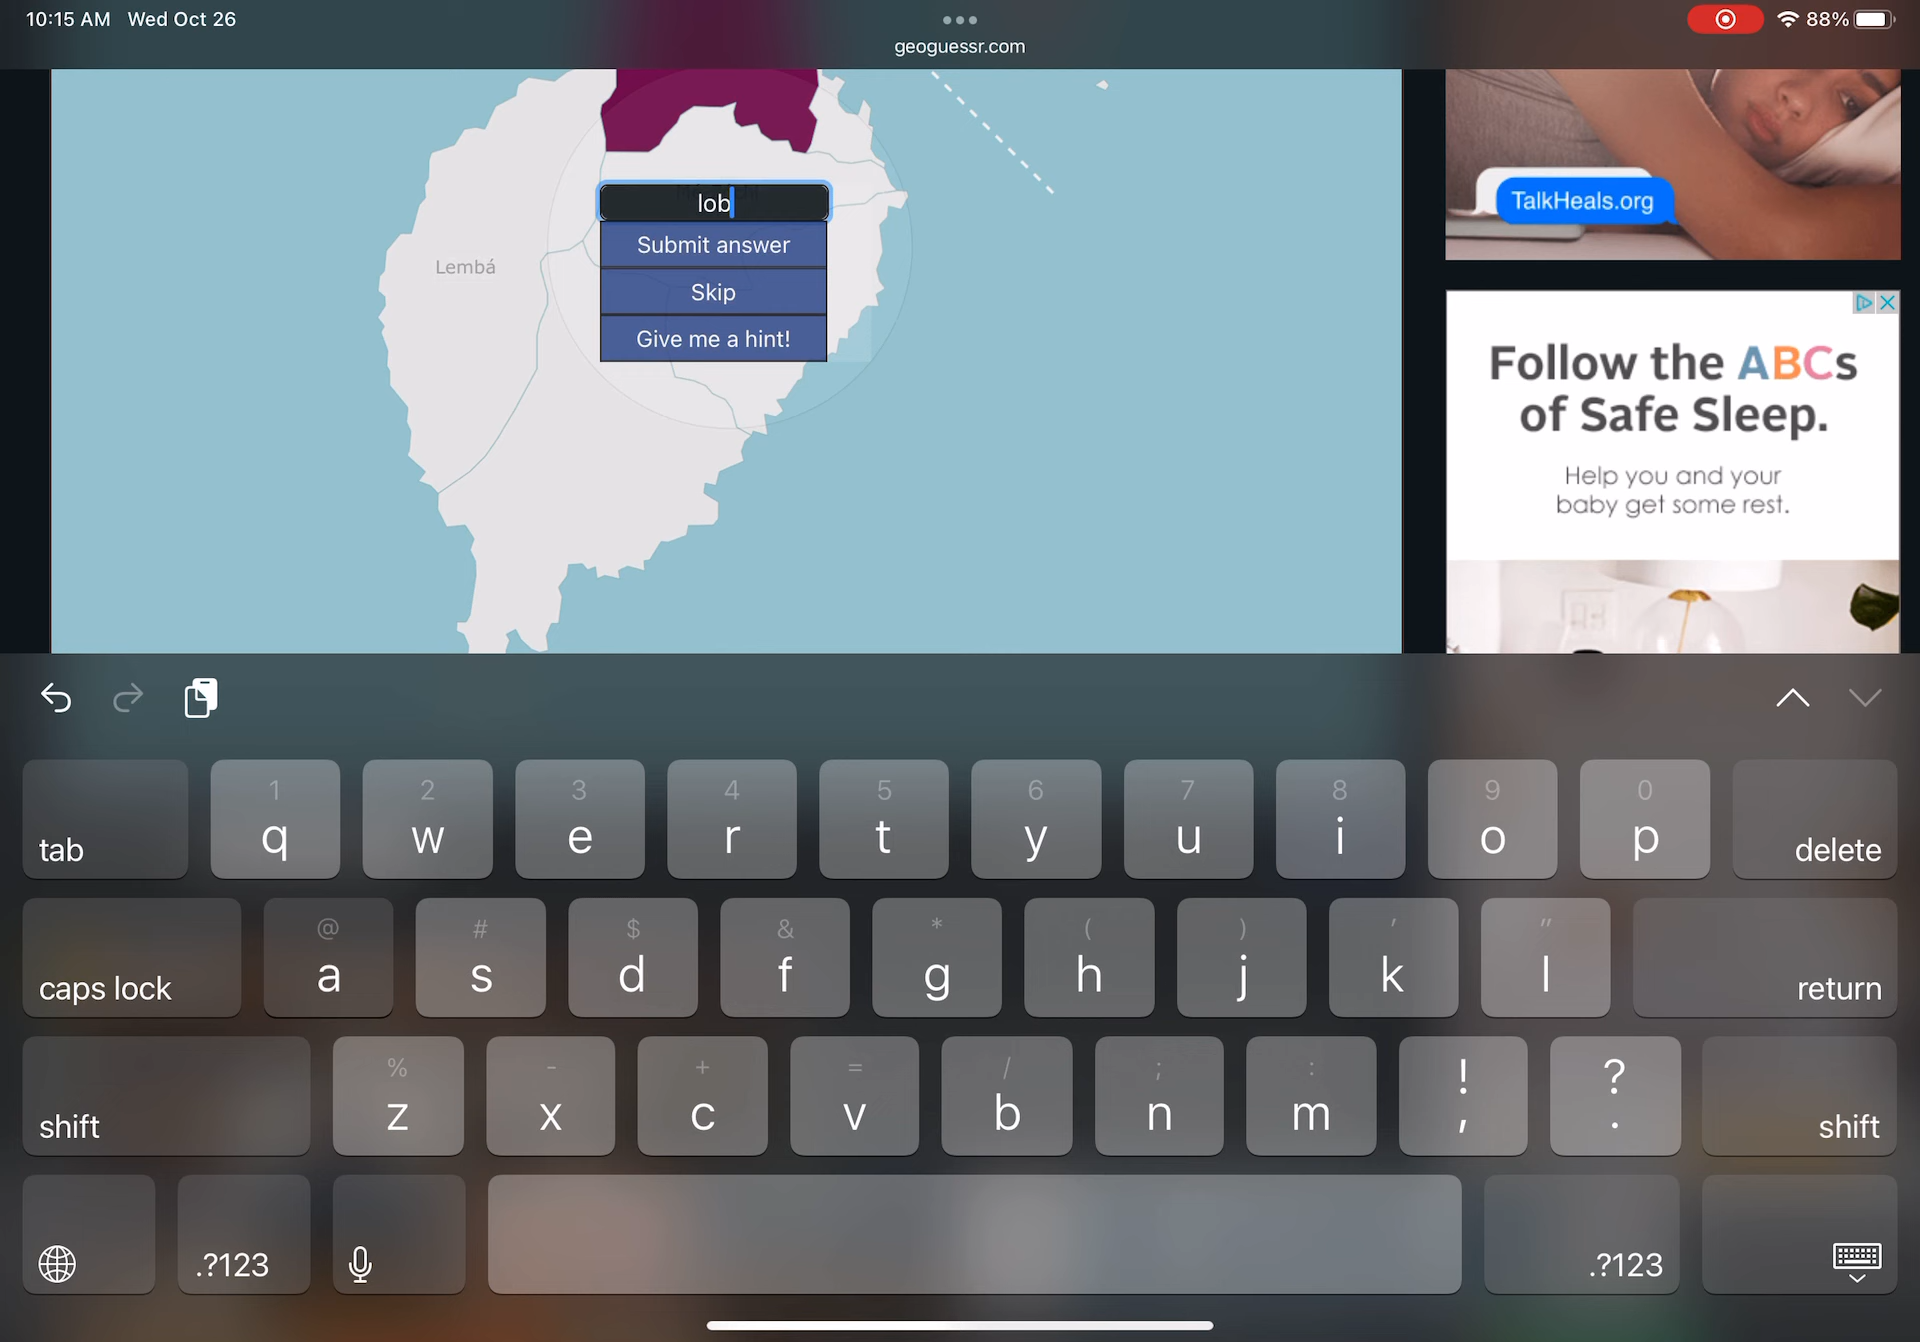 10:15 AM Wed Oct 26
geoguessr.com
88%
lob
Submit answer
Skip
Give me a hint!
Lembá
TalkHeals.org
Follow the ABCs
of Safe Sleep.
Help you and your
baby get some rest.
1 2 3 4 5 6 7 8 9 0
tab q w e r t y u i o p delete
@ # $ & * ( ) ' "
caps lock a s d f g h j k l return
% - + = / ; : ! ?
shift z x c v b n m , . shift
.?123 .?123